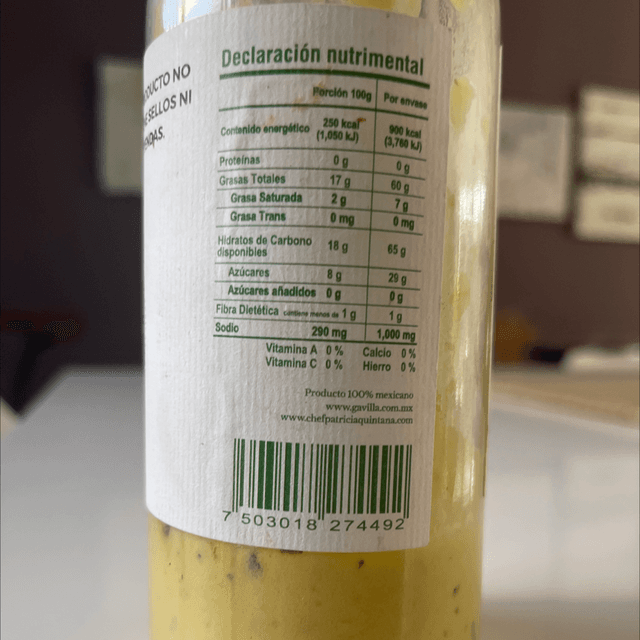 DUCTO NO
SELLOS NI
Declaración nutrimental
Porción 100g Por envase
Contenido energético 250 kcal (1,050 kJ) 900 kcal (3,760 kJ)
Proteínas 0 g 0 g
Grasas Totales 17 g 60 g
Grasa Saturada 2 g 7 g
Grasa Trans 0 mg 0 mg
Hidratos de Carbono disponibles 18 g 65 g
Azúcares 8 g 29 g
Azúcares añadidos 0 g 0 g
Fibra Dietética contiene menos de 1 g 1 g
Sodio 290 mg 1,000 mg
Vitamina A 0 % Calcio 0 %
Vitamina C 0 % Hierro 0 %
Producto 100% mexicano
www.gavilla.com.mx
www.chefpatriciaquintana.com
7 503018 274492